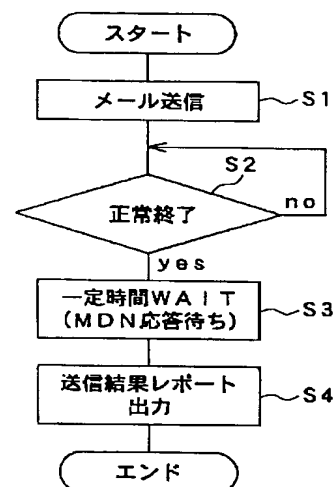 スタート
メール送信
S1
S2
正常終了
no
yes
一定時間WAIT
(MDN応答待ち)
S3
送信結果レポート
出力
S4
エンド